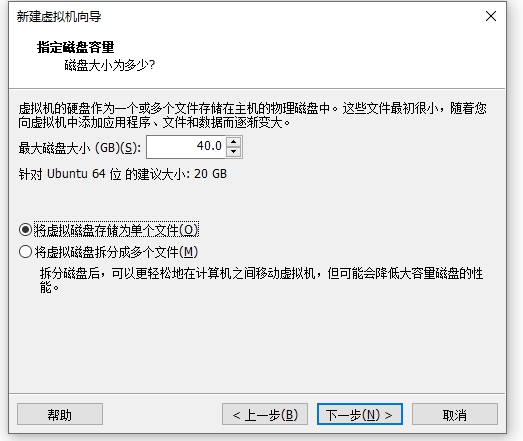 新建虚拟机向导
指定磁盘容量
磁盘大小为多少?
虚拟机的硬盘作为一个或多个文件存储在主机的物理磁盘中。这些文件最初很小，随着您
向虚拟机中添加应用程序、文件和数据而逐渐变大。
最大磁盘大小 (GB)(S): 40.0
针对 Ubuntu 64 位 的建议大小: 20 GB
将虚拟磁盘存储为单个文件(O)
将虚拟磁盘拆分成多个文件(M)
拆分磁盘后，可以更轻松地在计算机之间移动虚拟机，但可能会降低大容量磁盘的性
能。
帮助 < 上一步(B) 下一步(N) > 取消